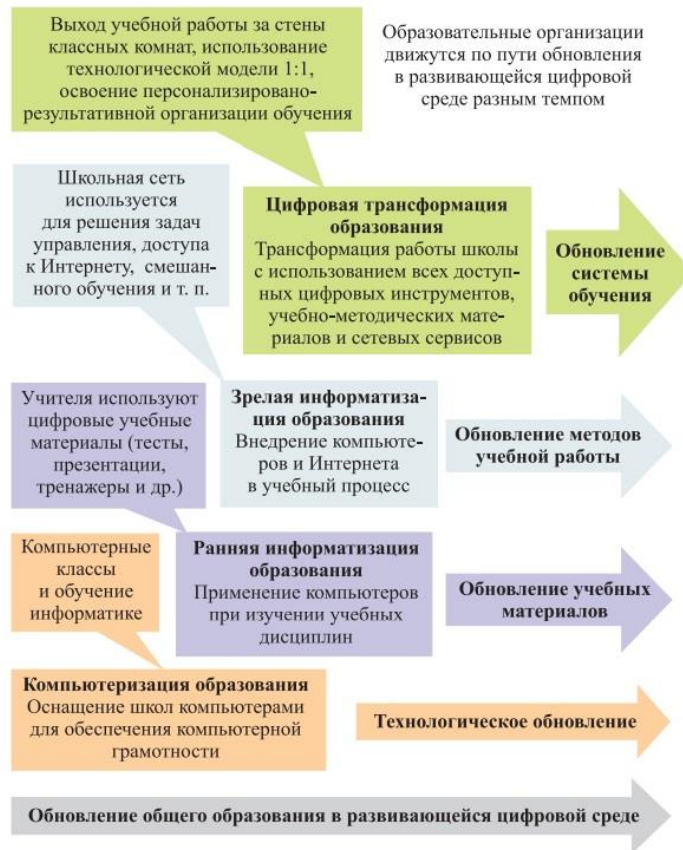 Выход учебной работы за стены
классных комнат, использование
технологической модели 1:1,
освоение персонализировано-
результативной организации обучения
Образовательные организации
движутся по пути обновления
в развивающейся цифровой
среде разным темпом
Школьная сеть
используется
для решения задач
управления, доступа
к Интернету, смешан-
ного обучения и т. п.
Цифровая трансформация
образования
Трансформация работы школы
с использованием всех доступ-
ных цифровых инструментов,
учебно-методических мате-
риалов и сетевых сервисов
Обновление
системы
обучения
Учителя используют
цифровые учебные
материалы (тесты,
презентации,
тренажеры и др.)
Зрелая информатиза-
ция образования
Внедрение компьюте-
ров и Интернета
в учебный процесс
Обновление методов
учебной работы
Компьютерные
классы
и обучение
информатике
Ранняя информатизация
образования
Применение компьютеров
при изучении учебных
дисциплин
Обновление учебных
материалов
Компьютеризация образования
Оснащение школ компьютерами
для обеспечения компьютерной
грамотности
Технологическое обновление
Обновление общего образования в развивающейся цифровой среде